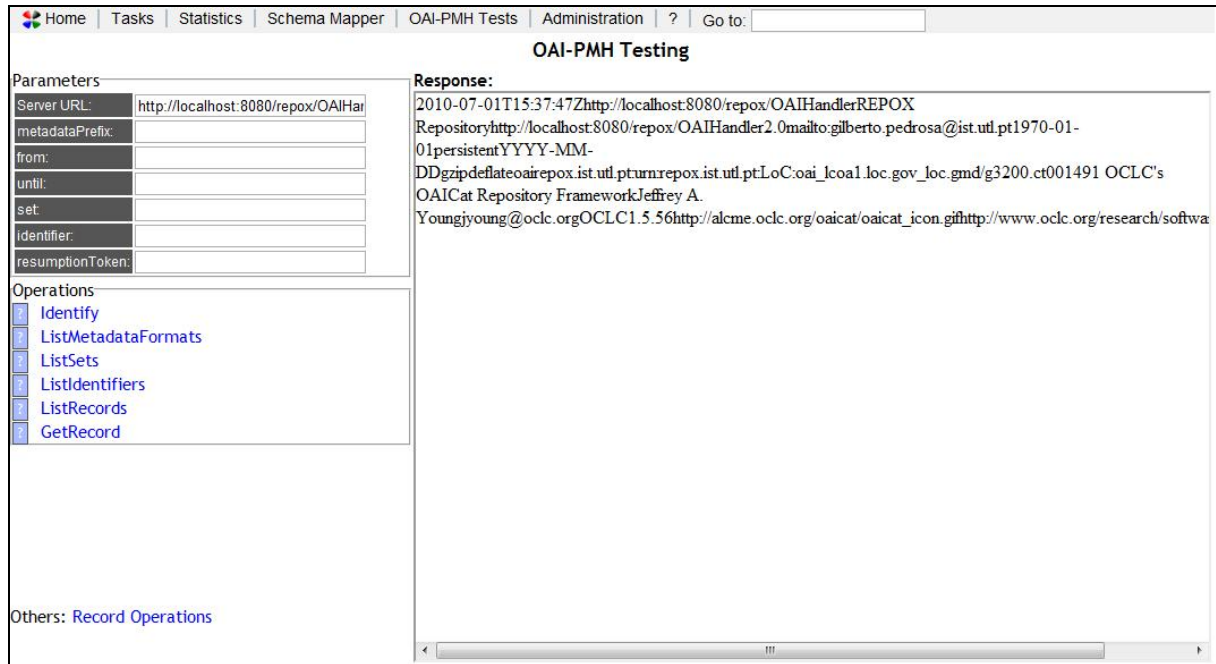 Home | Tasks | Statistics | Schema Mapper | OAI-PMH Tests | Administration | ? | Go to:
OAI-PMH Testing
Parameters
Server URL: http://localhost:8080/repox/OAIHar
metadataPrefix:
from:
until:
set:
identifier:
resumptionToken:
Operations
? Identify
? ListMetadataFormats
? ListSets
? ListIdentifiers
? ListRecords
? GetRecord
Others: Record Operations
Response:
2010-07-01T15:37:47Zhttp://localhost:8080/repox/OAIHandlerREPOX
Repositoryhttp://localhost:8080/repox/OAIHandler2.0mailto:gilberto.pedrosa@ist.utl.pt1970-01-
01persistentYYYY-MM-
DDgzipdeflateoairepox.ist.utl.pt:urn:repox.ist.utl.pt:LoC:oai_lcoa1.loc.gov_loc.gmd/g3200.ct001491 OCLC's
OAICat Repository FrameworkJeffrey A.
Youngjyoung@oclc.orgOCLC1.5.56http://alcme.oclc.org/oaicat/oaicat_icon.gifhttp://www.oclc.org/research/softwa